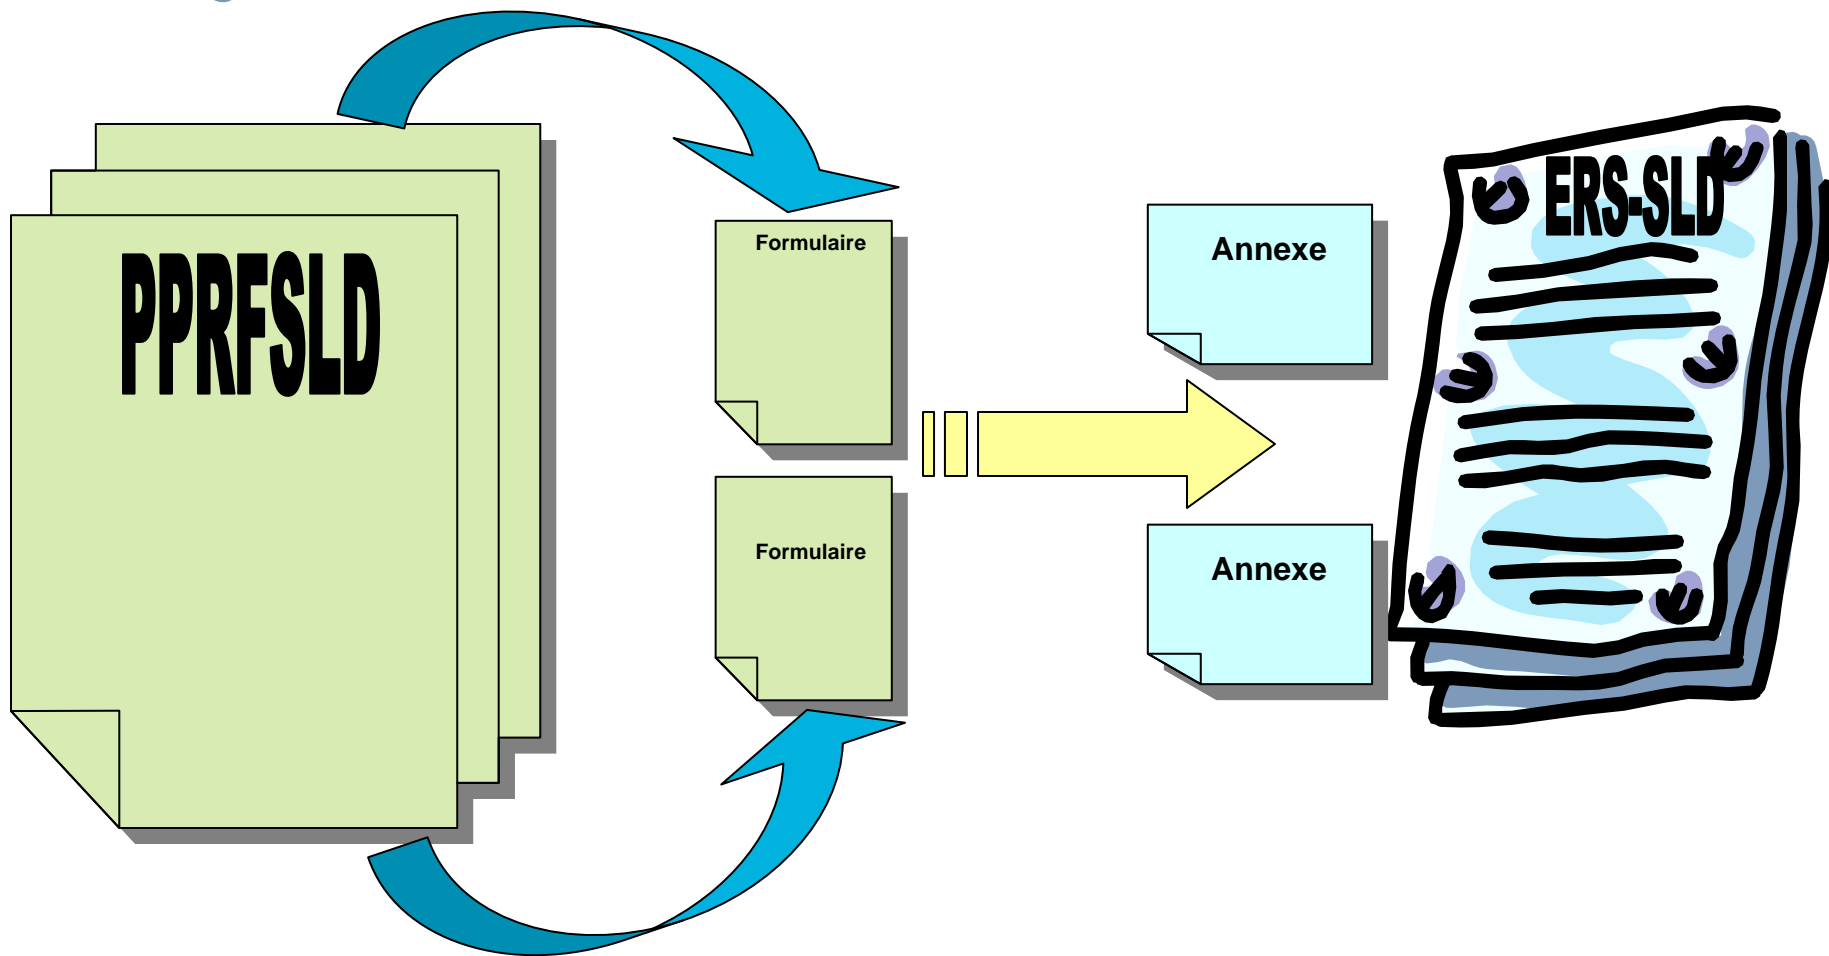 PPRFSLD
Formulaire
Formulaire
Annexe
Annexe
ERS-SLD